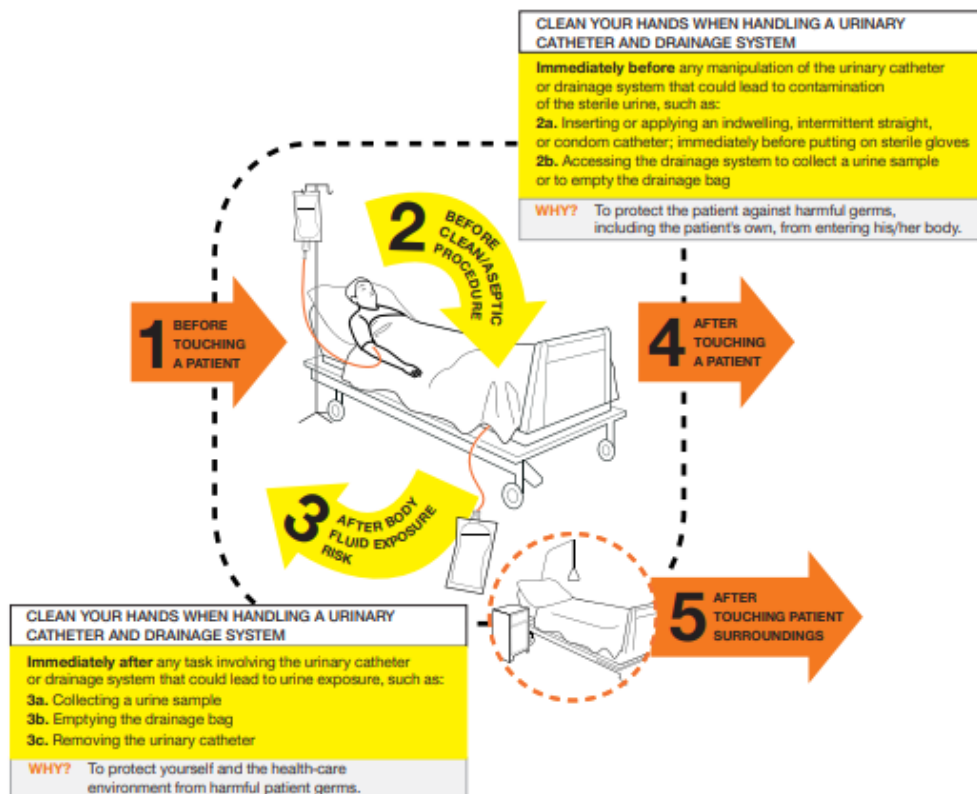 CLEAN YOUR HANDS WHEN HANDLING A URINARY
CATHETER AND DRAINAGE SYSTEM
Immediately before any manipulation of the urinary catheter
or drainage system that could lead to contamination
of the sterile urine, such as:
2a. Inserting or applying an indwelling, intermittent straight,
or condom catheter; immediately before putting on sterile gloves
2b. Accessing the drainage system to collect a urine sample
or to empty the drainage bag
WHY? To protect the patient against harmful germs,
including the patient's own, from entering his/her body.
1 BEFORE
TOUCHING
A PATIENT
2 BEFORE
CLEAN/ASEPTIC
PROCEDURE
3 AFTER BODY
FLUID EXPOSURE
RISK
4 AFTER
TOUCHING
A PATIENT
5 AFTER
TOUCHING PATIENT
SURROUNDINGS
CLEAN YOUR HANDS WHEN HANDLING A URINARY
CATHETER AND DRAINAGE SYSTEM
Immediately after any task involving the urinary catheter
or drainage system that could lead to urine exposure, such as:
3a. Collecting a urine sample
3b. Emptying the drainage bag
3c. Removing the urinary catheter
WHY? To protect yourself and the health-care
environment from harmful patient germs.